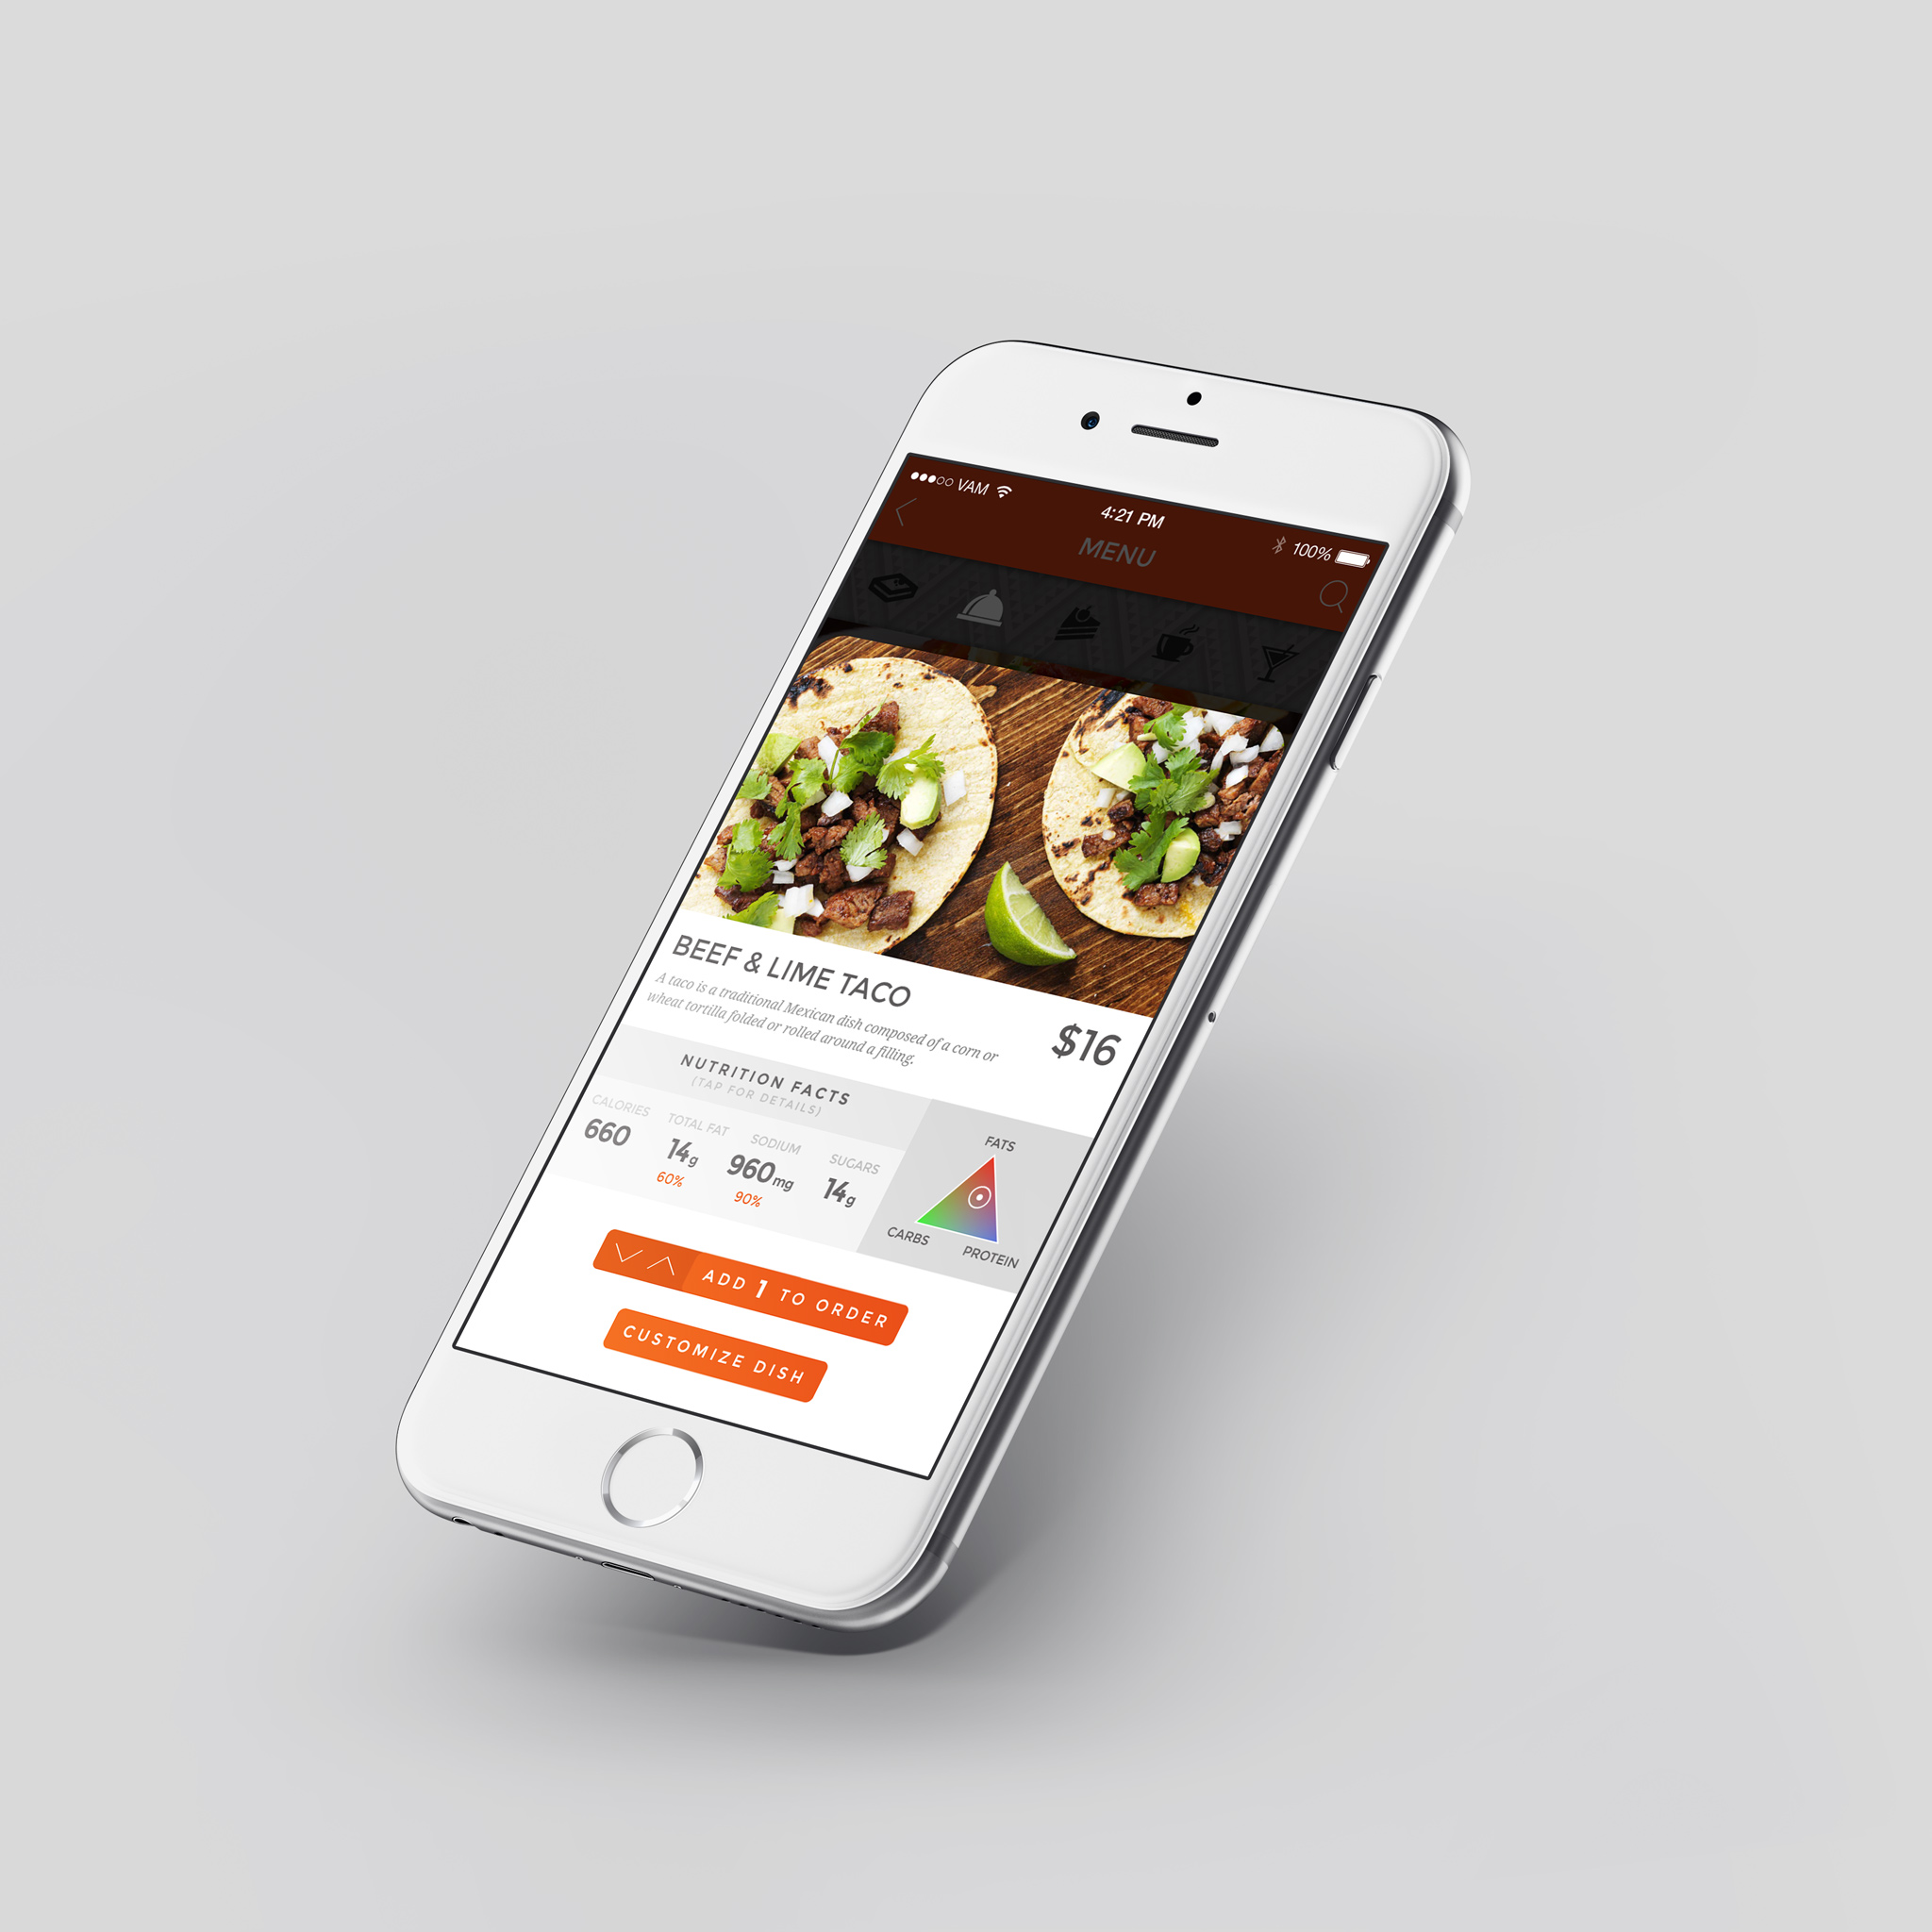 VAM
4:21 PM
100%
MENU
BEEF & LIME TACO
A taco is a traditional Mexican dish composed of a corn or
wheat tortilla folded or rolled around a filling.
$16
NUTRITION FACTS
(TAP FOR DETAILS)
CALORIES
660
TOTAL FAT
14g
60%
SODIUM
960mg
90%
SUGARS
14g
FATS
CARBS
PROTEIN
ADD 1 TO ORDER
CUSTOMIZE DISH